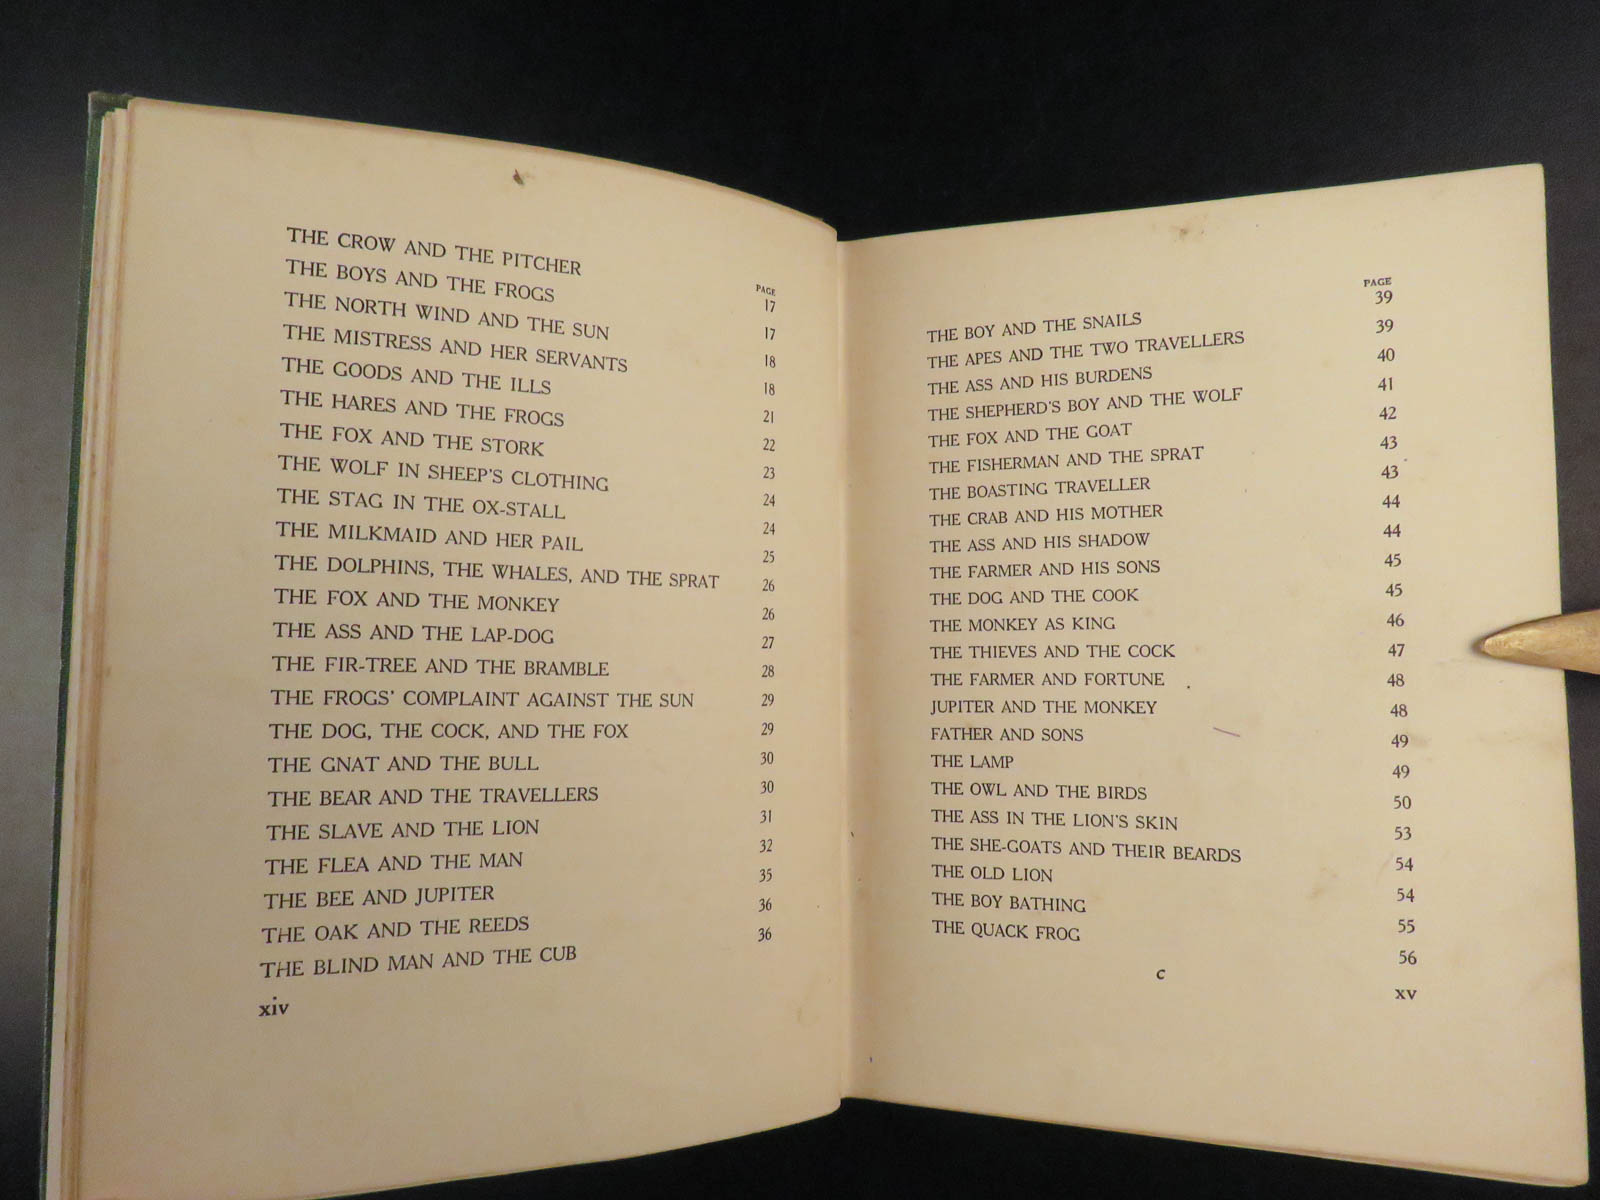 PAGE
THE CROW AND THE PITCHER 17
THE BOYS AND THE FROGS 17
THE NORTH WIND AND THE SUN 18
THE MISTRESS AND HER SERVANTS 18
THE GOODS AND THE ILLS 21
THE HARES AND THE FROGS 22
THE FOX AND THE STORK 23
THE WOLF IN SHEEP'S CLOTHING 24
THE STAG IN THE OX-STALL 24
THE MILKMAID AND HER PAIL 25
THE DOLPHINS, THE WHALES, AND THE SPRAT 26
THE FOX AND THE MONKEY 26
THE ASS AND THE LAP-DOG 27
THE FIR-TREE AND THE BRAMBLE 28
THE FROGS' COMPLAINT AGAINST THE SUN 29
THE DOG, THE COCK, AND THE FOX 29
THE GNAT AND THE BULL 30
THE BEAR AND THE TRAVELLERS 30
THE SLAVE AND THE LION 31
THE FLEA AND THE MAN 32
THE BEE AND JUPITER 35
THE OAK AND THE REEDS 36
THE BLIND MAN AND THE CUB 36
xiv
PAGE
THE BOY AND THE SNAILS 39
THE APES AND THE TWO TRAVELLERS 39
THE ASS AND HIS BURDENS 40
THE SHEPHERD'S BOY AND THE WOLF 41
THE FOX AND THE GOAT 42
THE FISHERMAN AND THE SPRAT 43
THE BOASTING TRAVELLER 43
THE CRAB AND HIS MOTHER 44
THE ASS AND HIS SHADOW 44
THE FARMER AND HIS SONS 45
THE DOG AND THE COOK 45
THE MONKEY AS KING 46
THE THIEVES AND THE COCK 47
THE FARMER AND FORTUNE 48
JUPITER AND THE MONKEY 48
FATHER AND SONS 49
THE LAMP 49
THE OWL AND THE BIRDS 50
THE ASS IN THE LION'S SKIN 53
THE SHE-GOATS AND THEIR BEARDS 54
THE OLD LION 54
THE BOY BATHING 55
THE QUACK FROG 56
c
xv